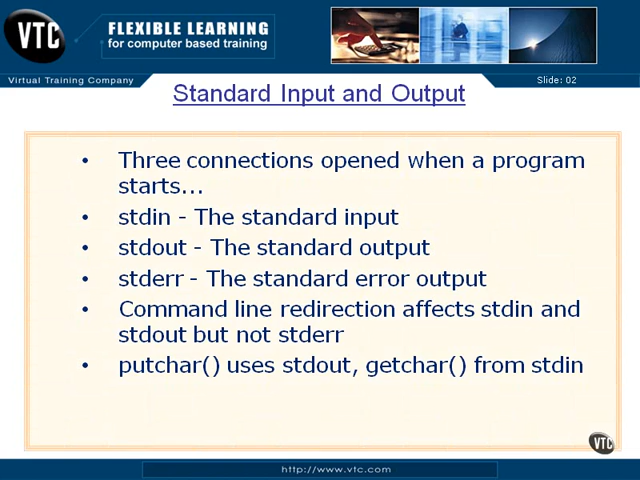 VTC
FLEXIBLE LEARNING
for computer based training
Virtual Training Company
Slide: 02
Standard Input and Output
• Three connections opened when a program
starts...
• stdin - The standard input
• stdout - The standard output
• stderr - The standard error output
• Command line redirection affects stdin and
stdout but not stderr
• putchar() uses stdout, getchar() from stdin
VTC
http://www.vtc.com